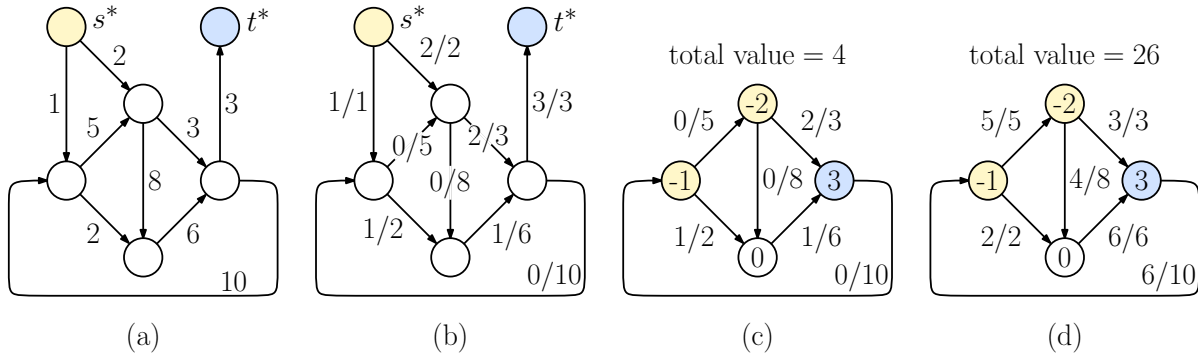 s* t*
2
1
5 3 3
8
2 6
10
(a)
s* t*
2/2
1/1 3/3
0/5 2/3
0/8
1/2 1/6
0/10
(b)
total value = 4
-2
0/5 2/3
-1 0/8 3
1/2 1/6
0
0/10
(c)
total value = 26
-2
5/5 3/3
-1 4/8 3
2/2 6/6
0
6/10
(d)